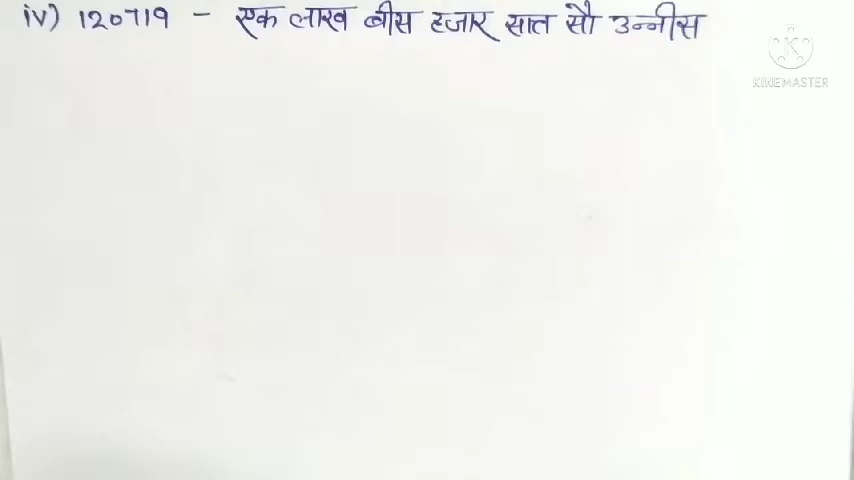 iv) 120719 - एक लाख बीस हजार सात सौ उन्नीस
KINEMASTER